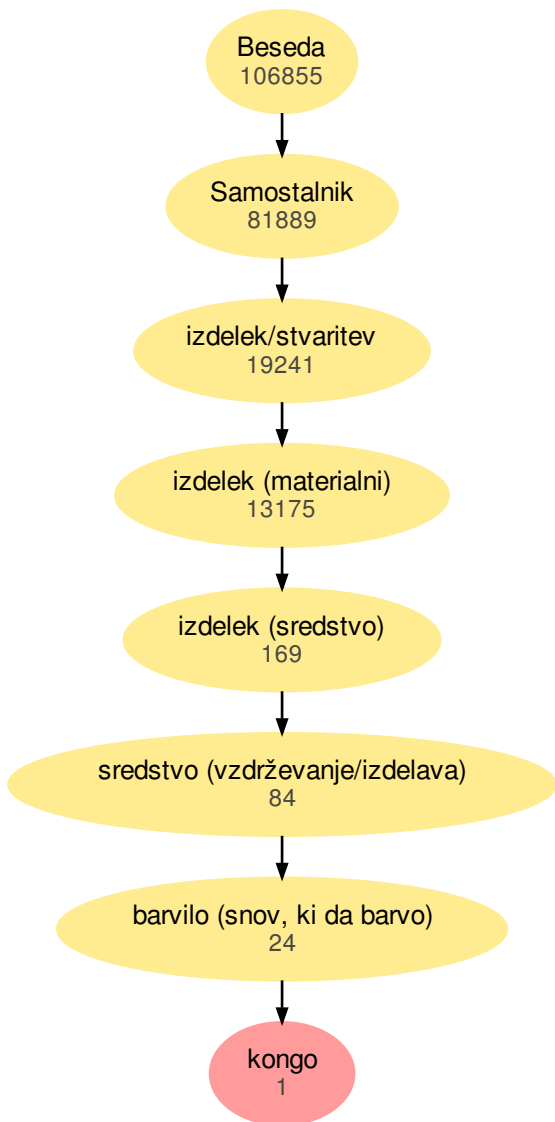 Beseda
106855
Samostalnik
81889
izdelek/stvaritev
19241
izdelek (materialni)
13175
izdelek (sredstvo)
169
sredstvo (vzdrževanje/izdelava)
84
barvilo (snov, ki da barvo)
24
kongo
1